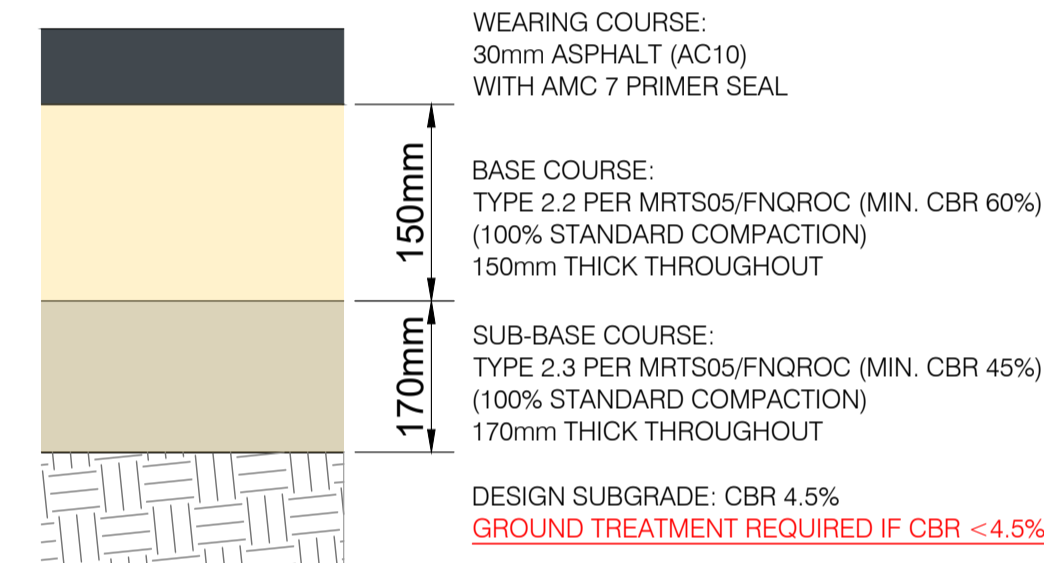 WEARING COURSE:
30mm ASPHALT (AC10)
WITH AMC 7 PRIMER SEAL
150mm
BASE COURSE:
TYPE 2.2 PER MRTS05/FNQROC (MIN. CBR 60%)
(100% STANDARD COMPACTION)
150mm THICK THROUGHOUT
170mm
SUB-BASE COURSE:
TYPE 2.3 PER MRTS05/FNQROC (MIN. CBR 45%)
(100% STANDARD COMPACTION)
170mm THICK THROUGHOUT
DESIGN SUBGRADE: CBR 4.5%
GROUND TREATMENT REQUIRED IF CBR <4.5%